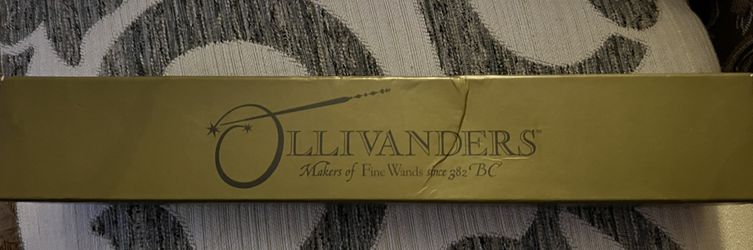 OLLIVANDERS™
Makers of Fine Wands since 382 BC